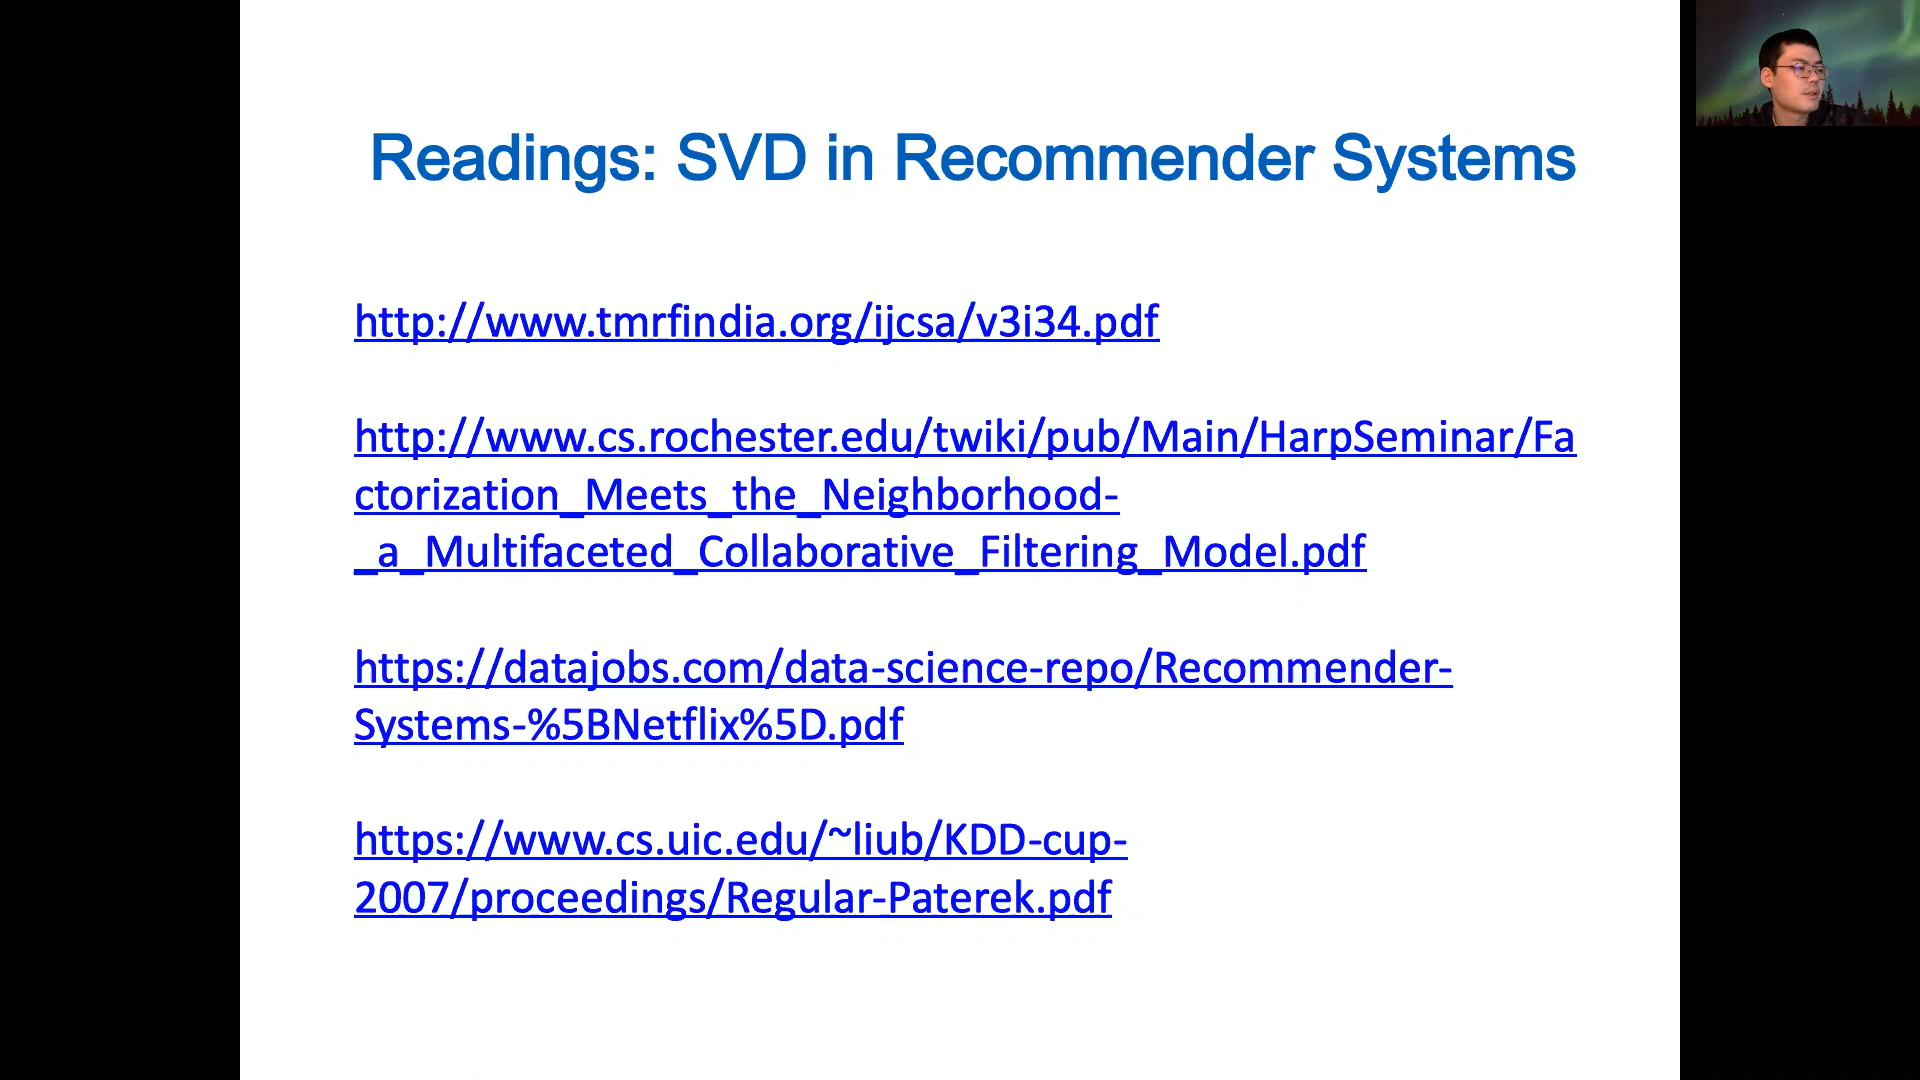 Readings: SVD in Recommender Systems
http://www.tmrfindia.org/ijcsa/v3i34.pdf
http://www.cs.rochester.edu/twiki/pub/Main/HarpSeminar/Fa
ctorization_Meets_the_Neighborhood-
_a_Multifaceted_Collaborative_Filtering_Model.pdf
https://datajobs.com/data-science-repo/Recommender-
Systems-%5BNetflix%5D.pdf
https://www.cs.uic.edu/~liub/KDD-cup-
2007/proceedings/Regular-Paterek.pdf